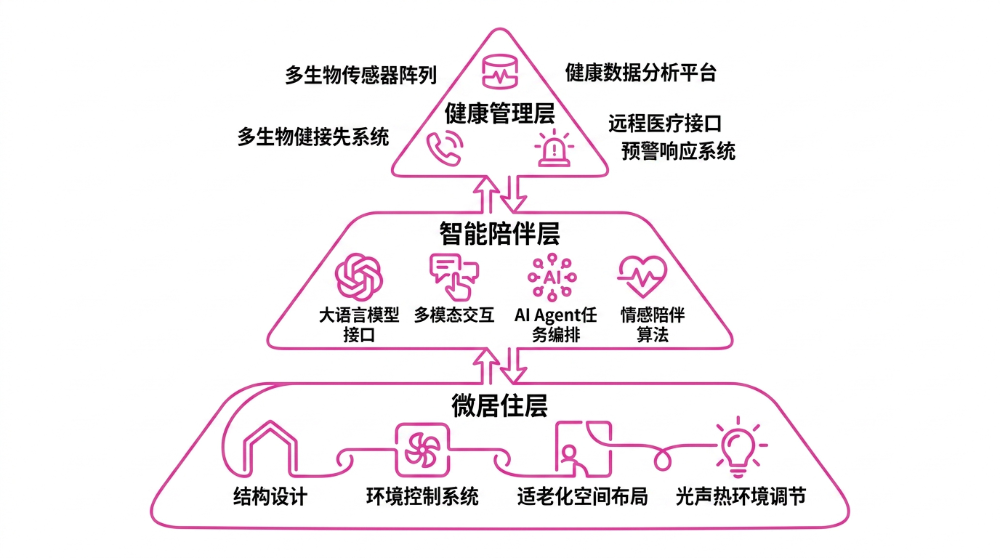 多生物传感器阵列
健康数据分析平台
健康管理层
多生物健接先系统
远程医疗接口
预警响应系统
智能陪伴层
AI
大语言模型
接口
多模态交互
AI Agent任
务编排
情感陪伴
算法
微居住层
结构设计
环境控制系统
适老化空间布局
光声热环境调节